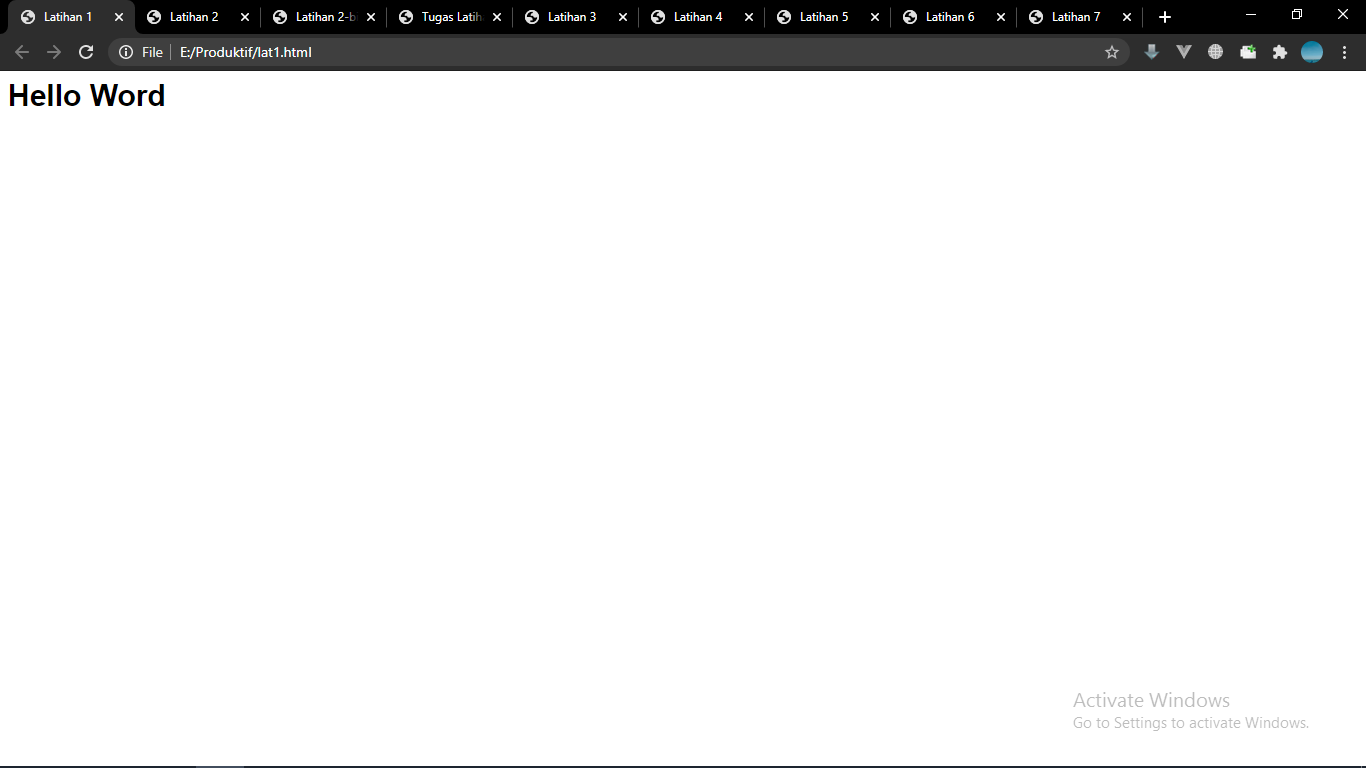 Latihan 1
Latihan 2
Latihan 2-b
Tugas Latih
Latihan 3
Latihan 4
Latihan 5
Latihan 6
Latihan 7
File
E:/Produktif/lat1.html
Hello Word
Activate Windows
Go to Settings to activate Windows.